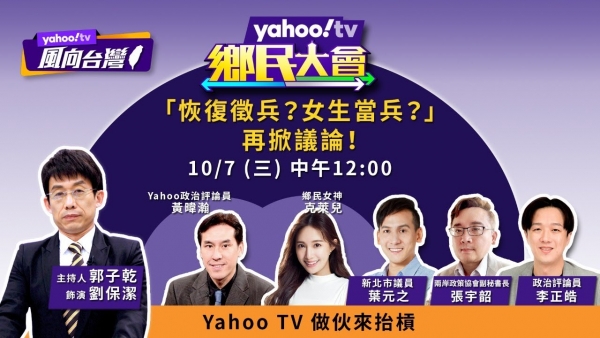 yahoo!tv
風向台灣
yahoo!tv
鄉民大會
「恢復徵兵？女生當兵？」
再掀議論！
10/7 (三) 中午12:00
Yahoo政治評論員
黃暐瀚
鄉民女神
克萊兒
主持人 郭子乾
飾演 劉保潔
新北市議員
葉元之
兩岸政策協會副秘書長
張宇韶
政治評論員
李正皓
Yahoo TV 做伙來抬槓